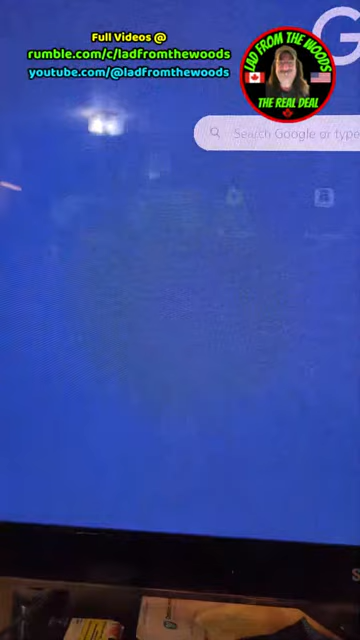 Full Videos @
rumble.com/c/ladfromthewoods
youtube.com/@ladfromthewoods
LAD FROM THE WOODS
THE REAL DEAL
G
Search Google or type
S